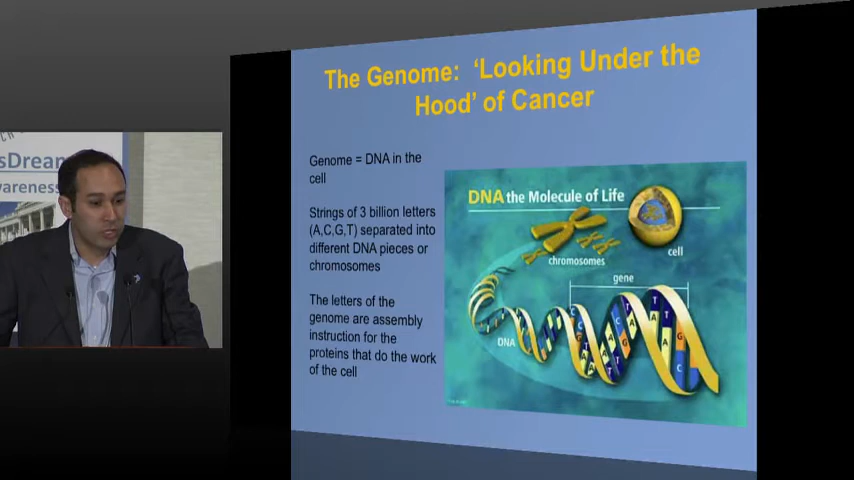 sDream
wareness
The Genome: ‘Looking Under the
Hood’ of Cancer
Genome = DNA in the
cell
Strings of 3 billion letters
(A,C,G,T) separated into
different DNA pieces or
chromosomes
The letters of the
genome are assembly
instruction for the
proteins that do the work
of the cell
DNA the Molecule of Life
chromosomes
cell
gene
DNA